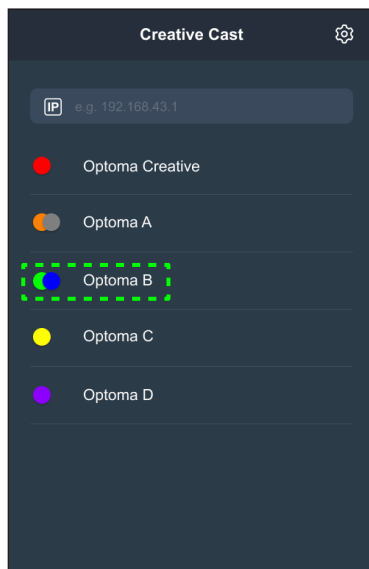 Creative Cast
IP e.g. 192.168.43.1
Optoma Creative
Optoma A
Optoma B
Optoma C
Optoma D